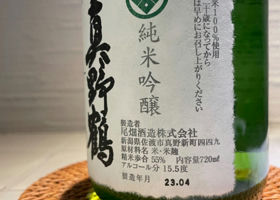 米100%使用
二十歳になってから
お早めにお召し上がりください
真野鶴
純米吟醸
製造者
尾畑酒造株式会社
新潟県佐渡市真野新町四四九
原材料名 米・米麹
精米歩合 55% 内容量720ml
アルコール分 15.5度
製造年月 23.04